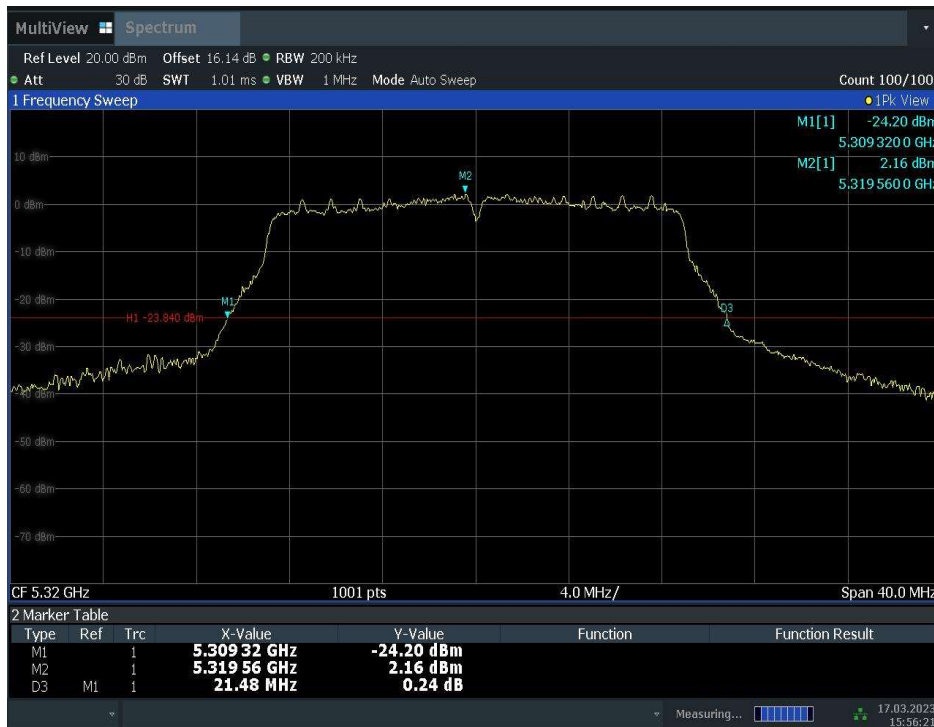 MultiView Spectrum
Ref Level 20.00 dBm Offset 16.14 dB RBW 200 kHz
Att 30 dB SWT 1.01 ms VBW 1 MHz Mode Auto Sweep Count 100/100
1 Frequency Sweep 1Pk View
M1[1] -24.20 dBm
5.309 320 0 GHz
M2[1] 2.16 dBm
5.319 560 0 GHz
10 dBm
M2
0 dBm
-10 dBm
-20 dBm
M1
D3
H1 -23.840 dBm
-30 dBm
-40 dBm
-50 dBm
-60 dBm
-70 dBm
CF 5.32 GHz 1001 pts 4.0 MHz/ Span 40.0 MHz
2 Marker Table
Type Ref Trc X-Value Y-Value Function Function Result
M1 1 5.309 32 GHz -24.20 dBm
M2 1 5.319 56 GHz 2.16 dBm
D3 M1 1 21.48 MHz 0.24 dB
Measuring... 17.03.2023
15:56:21